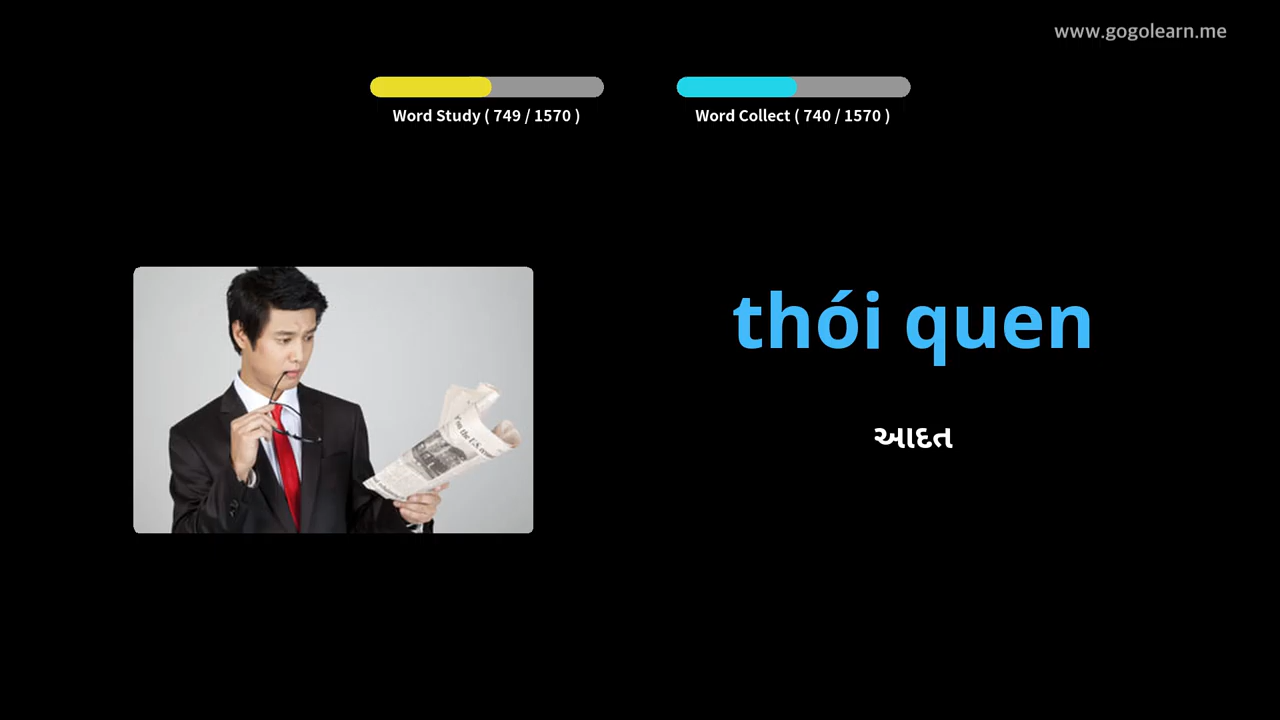 www.gogolearn.me
Word Study ( 749 / 1570 )
Word Collect ( 740 / 1570 )
thói quen
આદત